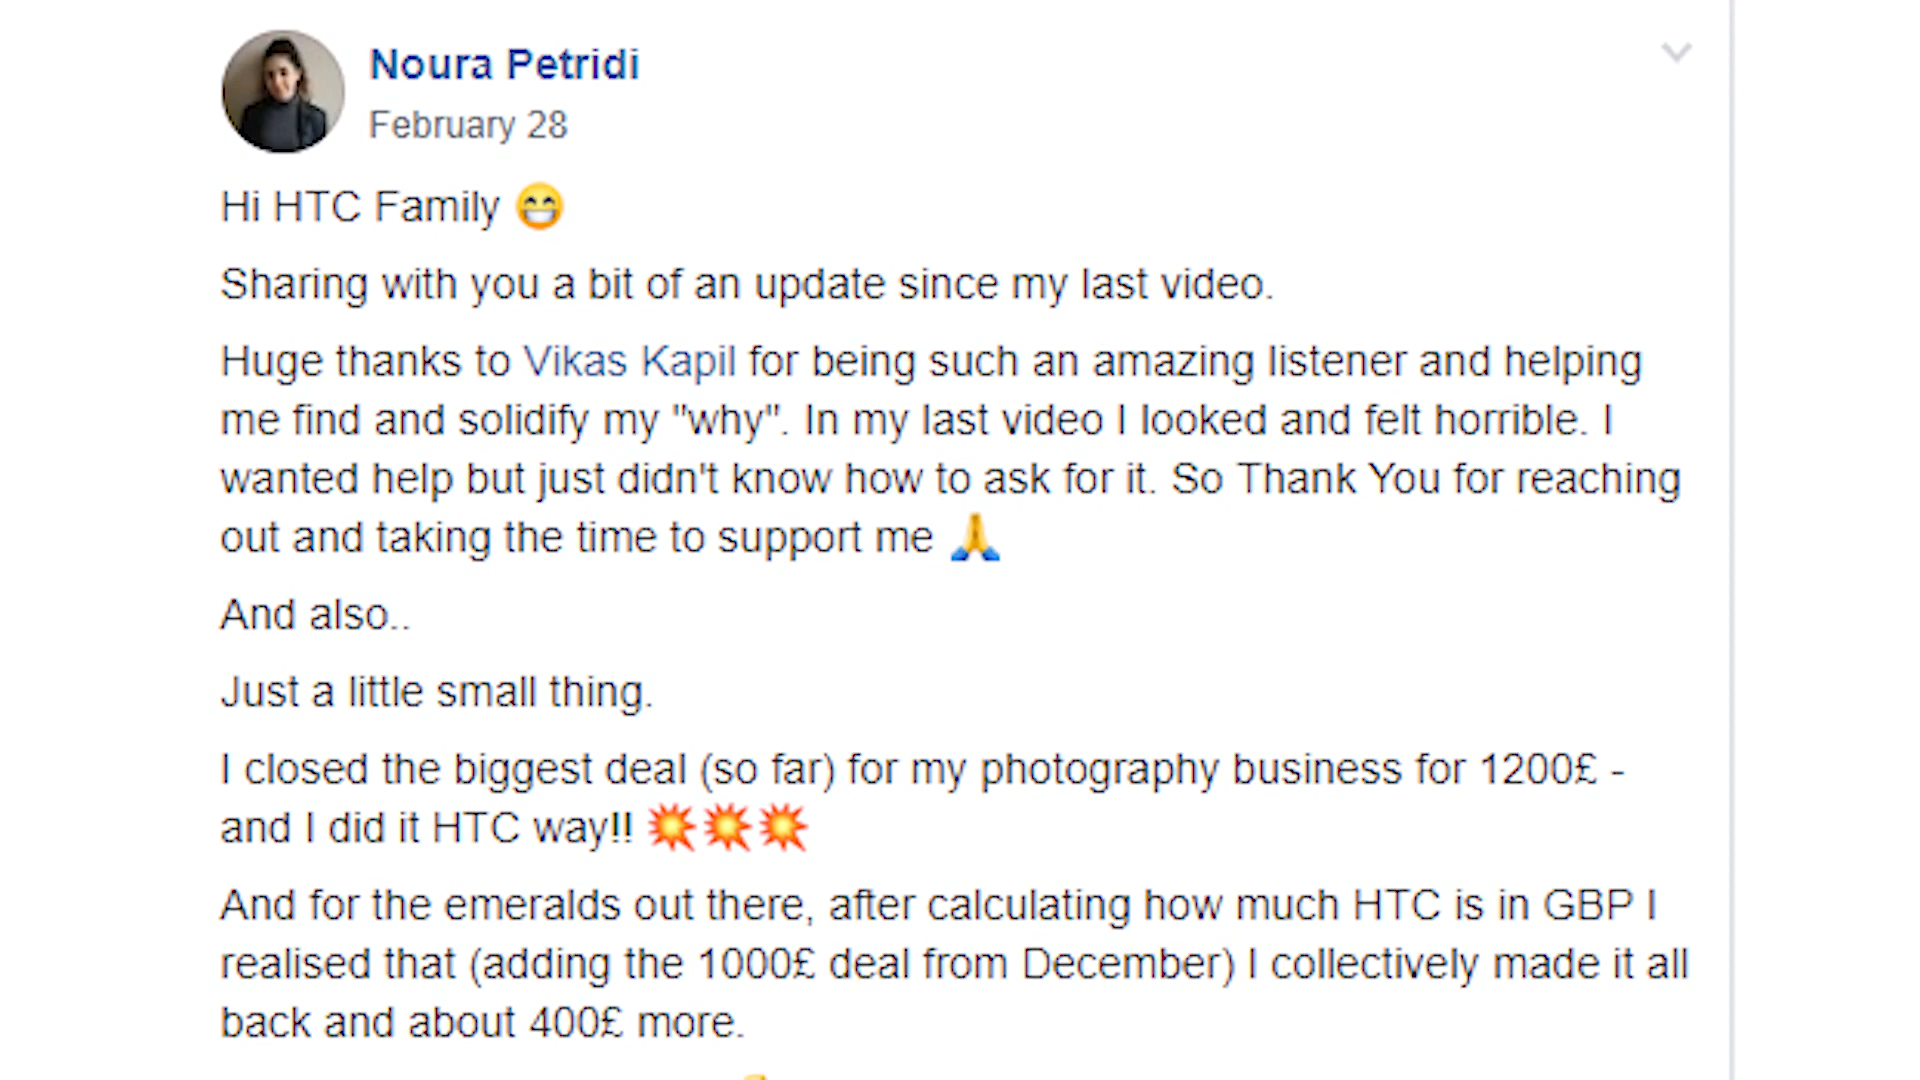 Noura Petridi
February 28
Hi HTC Family 😁
Sharing with you a bit of an update since my last video.
Huge thanks to Vikas Kapil for being such an amazing listener and helping
me find and solidify my "why". In my last video I looked and felt horrible. I
wanted help but just didn't know how to ask for it. So Thank You for reaching
out and taking the time to support me 🙏
And also..
Just a little small thing.
I closed the biggest deal (so far) for my photography business for 1200£ -
and I did it HTC way!! 💥💥💥
And for the emeralds out there, after calculating how much HTC is in GBP I
realised that (adding the 1000£ deal from December) I collectively made it all
back and about 400£ more.